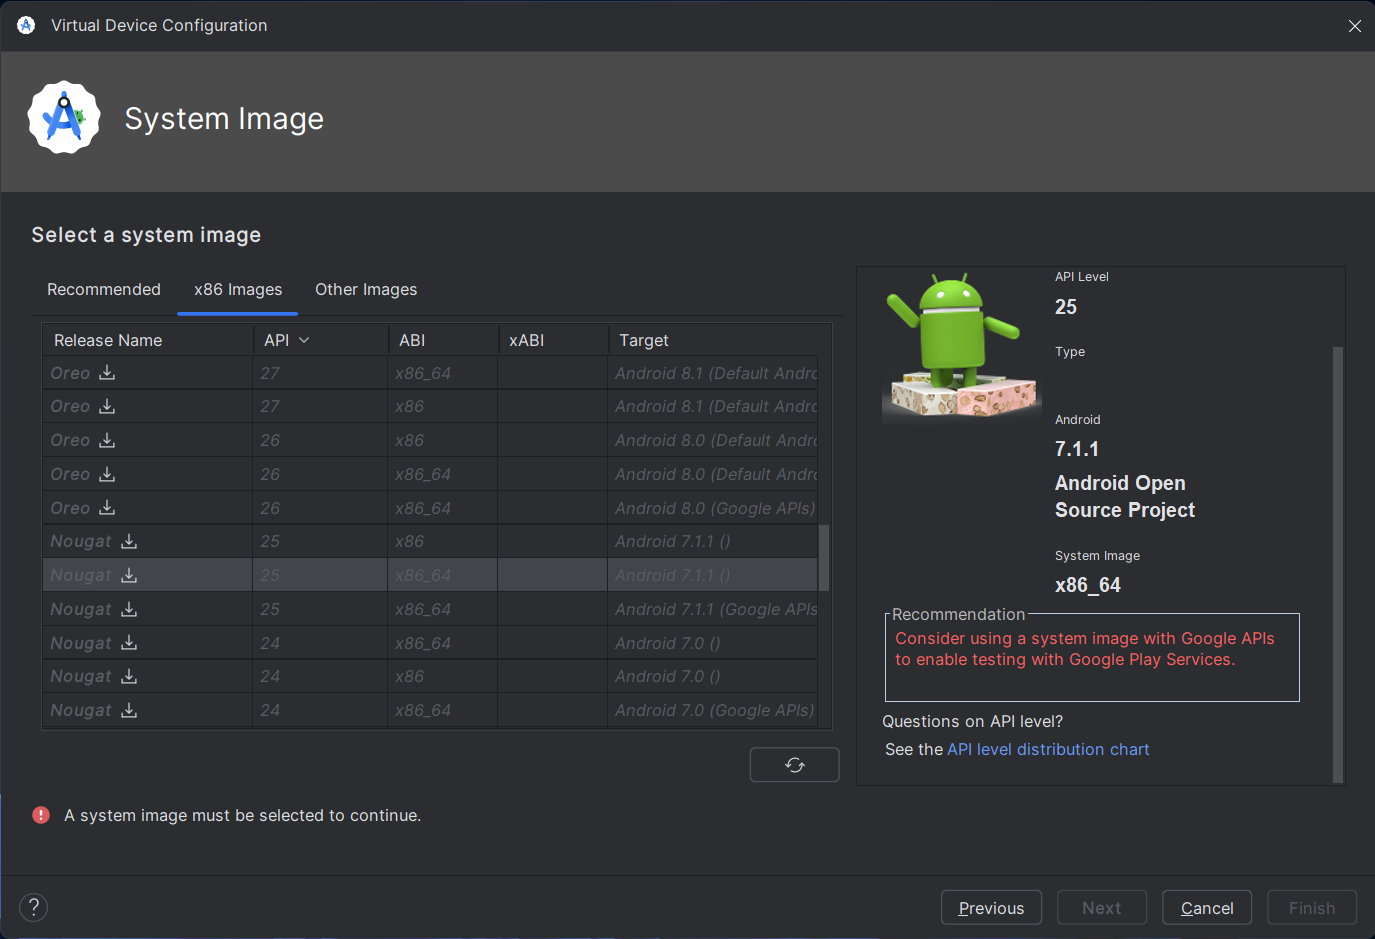 Virtual Device Configuration
System Image
Select a system image
Recommended x86 Images Other Images
Release Name API ABI xABI Target
Oreo 27 x86_64 Android 8.1 (Default Andro
Oreo 27 x86 Android 8.1 (Default Andro
Oreo 26 x86 Android 8.0 (Default Andro
Oreo 26 x86_64 Android 8.0 (Default Andro
Oreo 26 x86_64 Android 8.0 (Google APIs)
Nougat 25 x86 Android 7.1.1 ()
Nougat 25 x86_64 Android 7.1.1 ()
Nougat 25 x86_64 Android 7.1.1 (Google APIs
Nougat 24 x86_64 Android 7.0 ()
Nougat 24 x86 Android 7.0 ()
Nougat 24 x86_64 Android 7.0 (Google APIs)
API Level
25
Type
Android
7.1.1
Android Open
Source Project
System Image
x86_64
Recommendation
Consider using a system image with Google APIs
to enable testing with Google Play Services.
Questions on API level?
See the API level distribution chart
! A system image must be selected to continue.
? Previous Next Cancel Finish